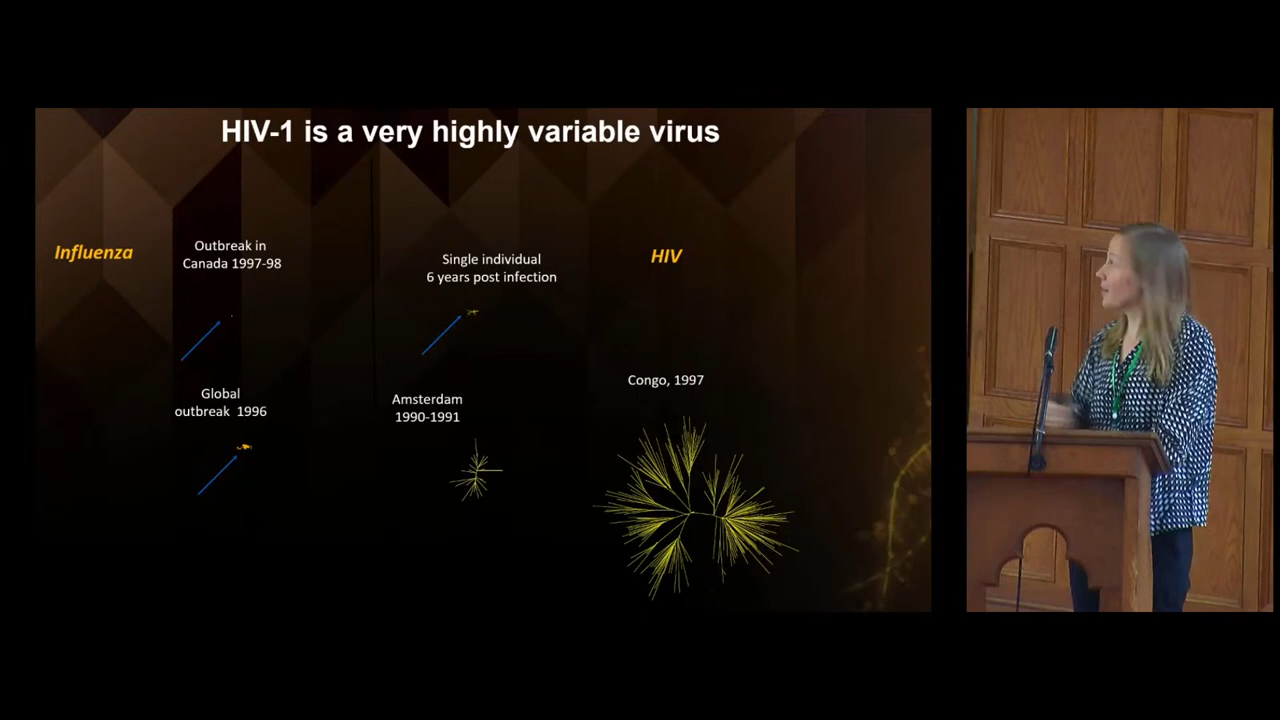 HIV-1 is a very highly variable virus
Influenza
Outbreak in
Canada 1997-98
Single individual
6 years post infection
HIV
Global
outbreak 1996
Amsterdam
1990-1991
Congo, 1997